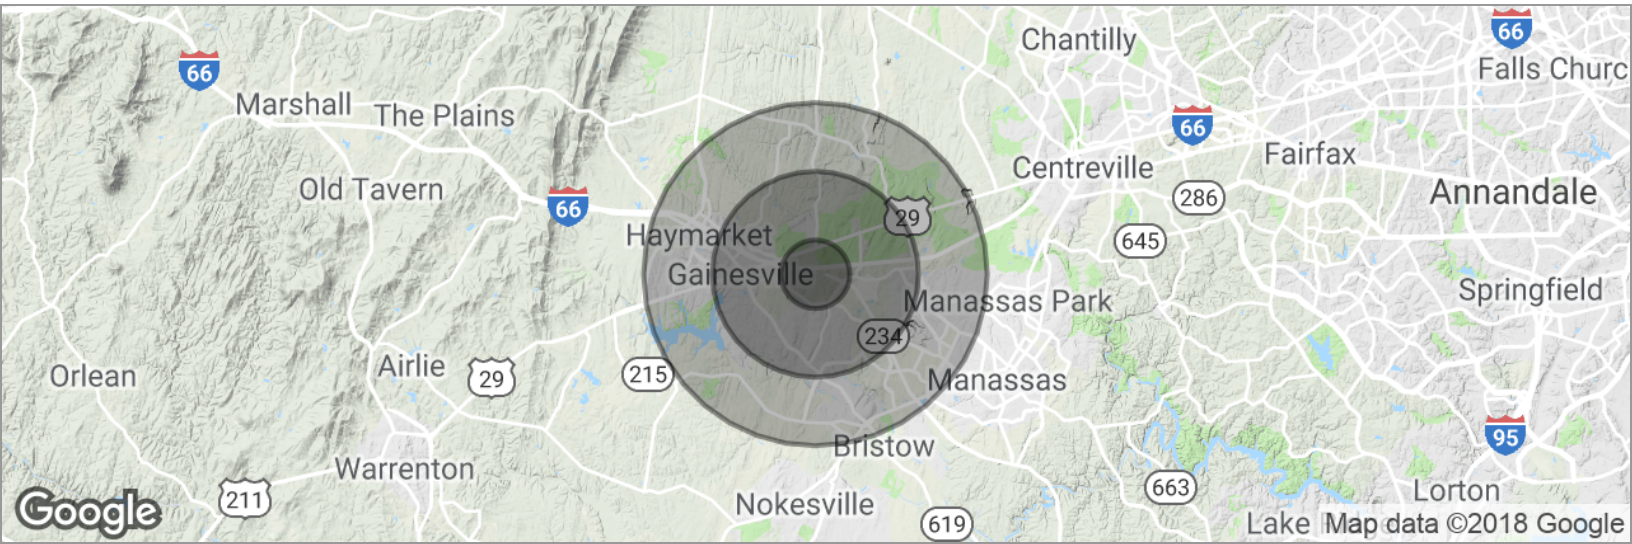 66
Chantilly
66
Falls Churc
Marshall
The Plains
66
Centreville
Fairfax
Old Tavern
66
29
286
Annandale
Haymarket
645
Gainesville
Manassas Park
Springfield
234
Orlean
Airlie
29
215
Manassas
Bristow
95
Warrenton
211
Nokesville
663
Lorton
Google
619
Lake
Map data ©2018 Google